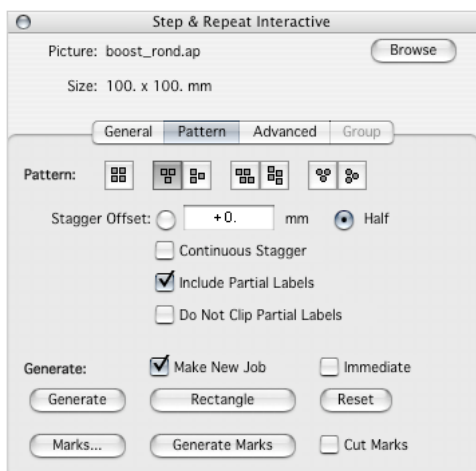 Step & Repeat Interactive
Picture: boost_rond.ap Browse
Size: 100. x 100. mm
General Pattern Advanced Group
Pattern:
Stagger Offset: +0. mm Half
Continuous Stagger
Include Partial Labels
Do Not Clip Partial Labels
Generate: Make New Job Immediate
Generate Rectangle Reset
Marks... Generate Marks Cut Marks